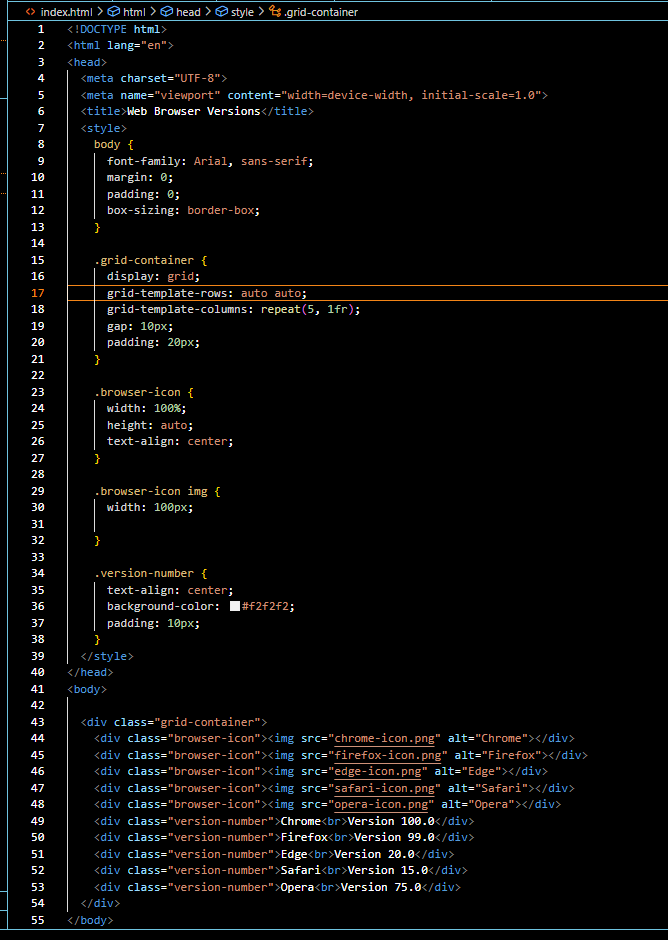 index.html > html > head > style > .grid-container
1 <!DOCTYPE html>
2 <html lang="en">
3 <head>
4 <meta charset="UTF-8">
5 <meta name="viewport" content="width=device-width, initial-scale=1.0">
6 <title>Web Browser Versions</title>
7 <style>
8 body {
9 font-family: Arial, sans-serif;
10 margin: 0;
11 padding: 0;
12 box-sizing: border-box;
13 }
14
15 .grid-container {
16 display: grid;
17 grid-template-rows: auto auto;
18 grid-template-columns: repeat(5, 1fr);
19 gap: 10px;
20 padding: 20px;
21 }
22
23 .browser-icon {
24 width: 100%;
25 height: auto;
26 text-align: center;
27 }
28
29 .browser-icon img {
30 width: 100px;
31
32 }
33
34 .version-number {
35 text-align: center;
36 background-color: #f2f2f2;
37 padding: 10px;
38 }
39 </style>
40 </head>
41 <body>
42
43 <div class="grid-container">
44 <div class="browser-icon"><img src="chrome-icon.png" alt="Chrome"></div>
45 <div class="browser-icon"><img src="firefox-icon.png" alt="Firefox"></div>
46 <div class="browser-icon"><img src="edge-icon.png" alt="Edge"></div>
47 <div class="browser-icon"><img src="safari-icon.png" alt="Safari"></div>
48 <div class="browser-icon"><img src="opera-icon.png" alt="Opera"></div>
49 <div class="version-number">Chrome<br>Version 100.0</div>
50 <div class="version-number">Firefox<br>Version 99.0</div>
51 <div class="version-number">Edge<br>Version 20.0</div>
52 <div class="version-number">Safari<br>Version 15.0</div>
53 <div class="version-number">Opera<br>Version 75.0</div>
54 </div>
55 </body>